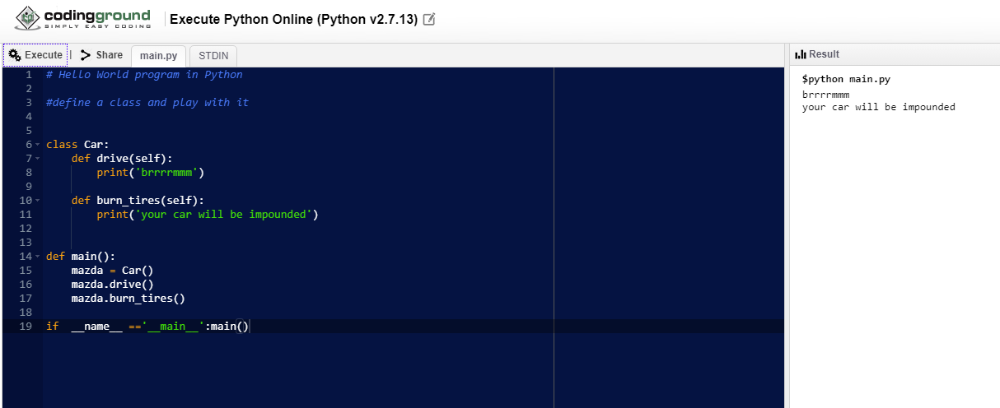 codingground
SIMPLY EASY CODING
Execute Python Online (Python v2.7.13)
Execute | Share main.py STDIN
Result
1 # Hello World program in Python
2
3 #define a class and play with it
4
5
6 class Car:
7 def drive(self):
8 print('brrrrmmm')
9
10 def burn_tires(self):
11 print('your car will be impounded')
12
13
14 def main():
15 mazda = Car()
16 mazda.drive()
17 mazda.burn_tires()
18
19 if __name__ =='__main__':main()
$python main.py
brrrrmmm
your car will be impounded